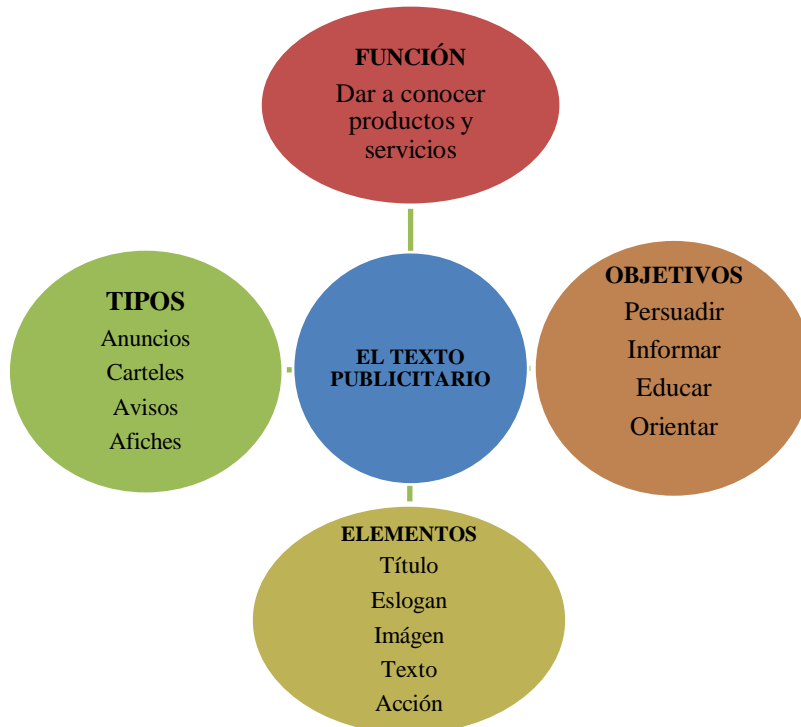 FUNCIÓN
Dar a conocer
productos y
servicios
TIPOS
Anuncios
Carteles
Avisos
Afiches
EL TEXTO
PUBLICITARIO
OBJETIVOS
Persuadir
Informar
Educar
Orientar
ELEMENTOS
Título
Eslogan
Imágen
Texto
Acción